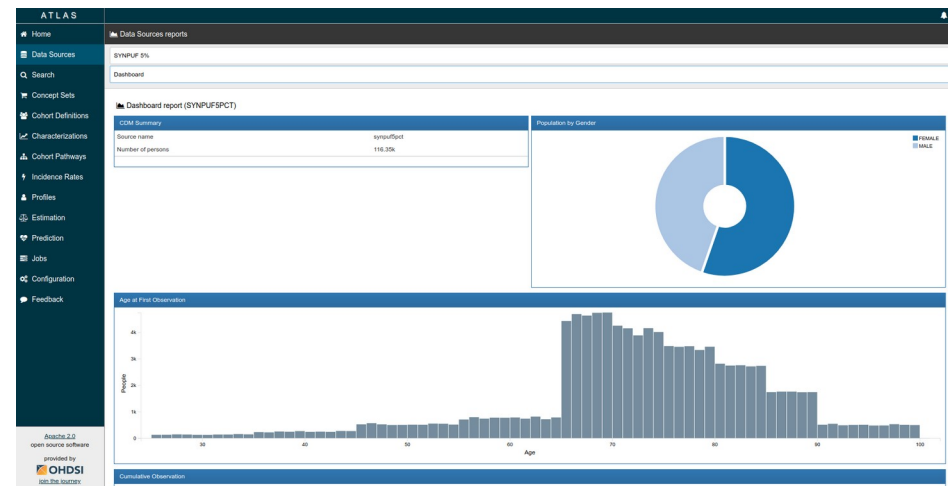 ATLAS
Home
Data Sources
Search
Concept Sets
Cohort Definitions
Characterizations
Cohort Pathways
Incidence Rates
Profiles
Estimation
Prediction
Jobs
Configuration
Feedback
Apache 2.0
open source software
provided by
OHDSI
join the journey
Data Sources reports
SYNPUF 5%
Dashboard
Dashboard report (SYNPUF5PCT)
CDM Summary
Source name synpuf5pct
Number of persons 116.35k
Population by Gender
FEMALE
MALE
Age at First Observation
4k
3k
2k
1k
0
People
30 40 50 60 70 80 90 100
Age
Cumulative Observation